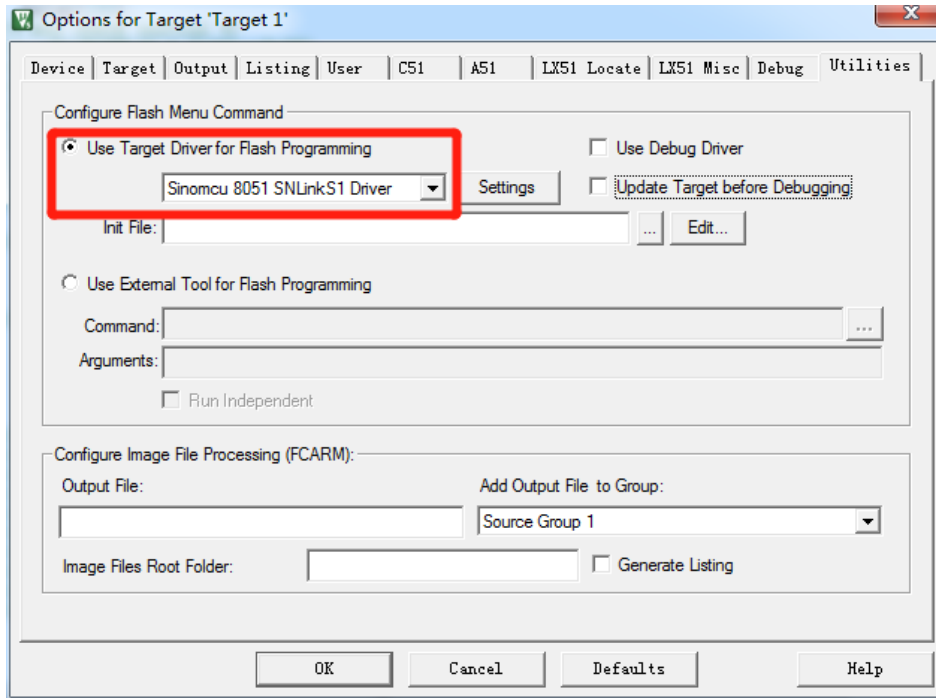 Options for Target 'Target 1'
Device Target Output Listing User C51 A51 LX51 Locate LX51 Misc Debug Utilities
Configure Flash Menu Command
Use Target Driver for Flash Programming Use Debug Driver
Sinomcu 8051 SNLinkS1 Driver Settings Update Target before Debugging
Init File: ... Edit...
Use External Tool for Flash Programming
Command: ...
Arguments:
Run Independent
Configure Image File Processing (FCARM):
Output File: Add Output File to Group:
Source Group 1
Image Files Root Folder: Generate Listing
OK Cancel Defaults Help